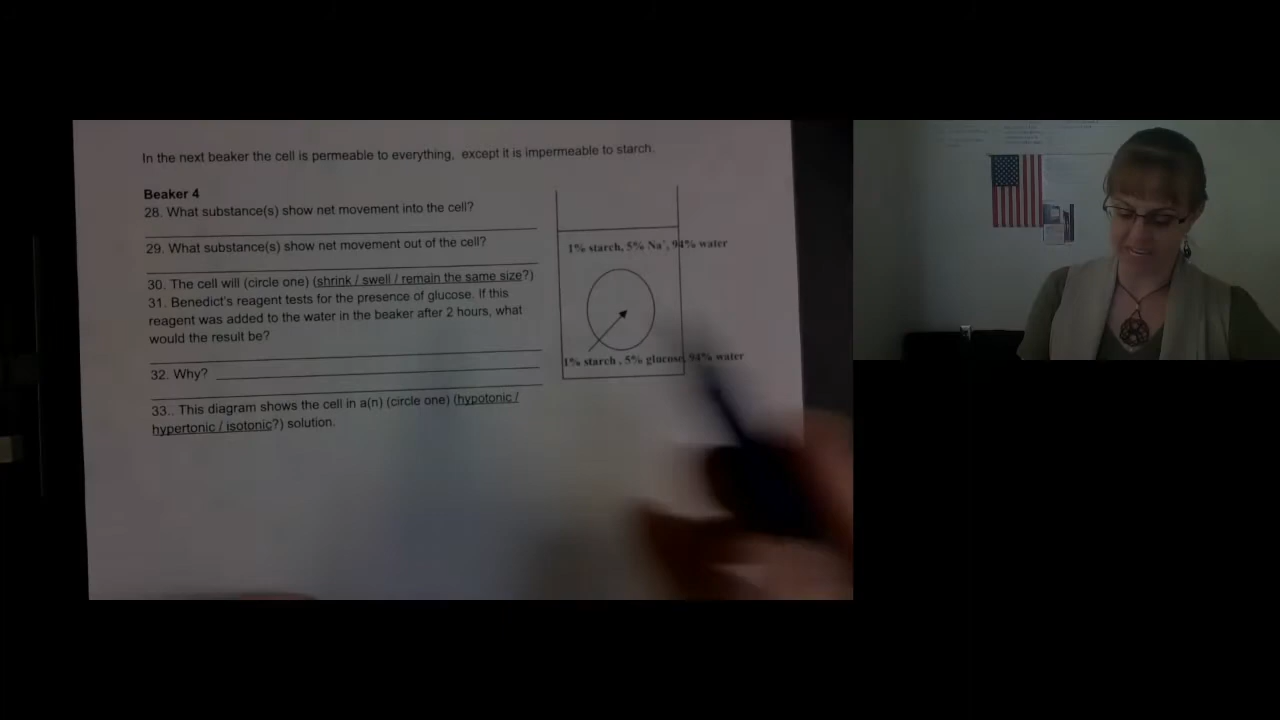 In the next beaker the cell is permeable to everything, except it is impermeable to starch.
Beaker 4
28. What substance(s) show net movement into the cell?
29. What substance(s) show net movement out of the cell?
30. The cell will (circle one) (shrink / swell / remain the same size?)
31. Benedict's reagent tests for the presence of glucose. If this
reagent was added to the water in the beaker after 2 hours, what
would the result be?
32. Why?
33.. This diagram shows the cell in a(n) (circle one) (hypotonic /
hypertonic / isotonic?) solution.
1% starch, 5% Na⁺, 94% water
1% starch , 5% glucose, 94% water